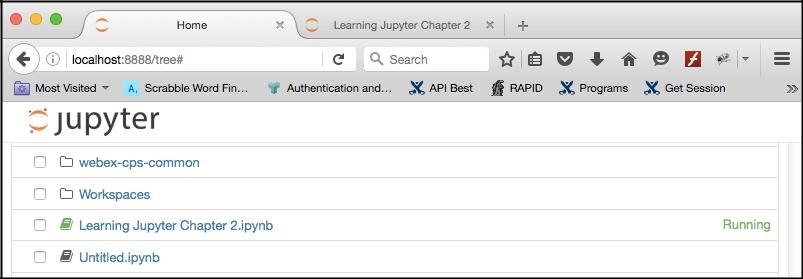 Home
Learning Jupyter Chapter 2
localhost:8888/tree#
Search
Most Visited
A, Scrabble Word Fin...
Authentication and...
API Best
RAPID
Programs
Get Session
jupyter
webex-cps-common
Workspaces
Learning Jupyter Chapter 2.ipynb Running
Untitled.ipynb